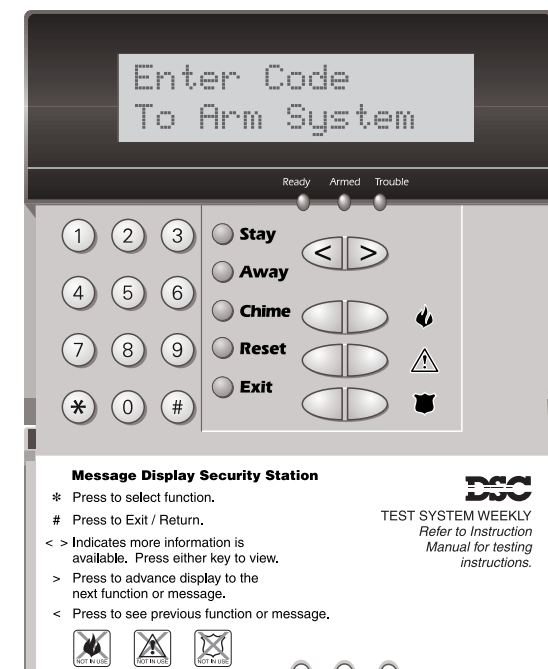 Enter Code
To Arm System
Ready Armed Trouble
1 2 3
Stay
< >
Away
4 5 6
Chime
7 8 9
Reset
Exit
* 0 #
Message Display Security Station
* Press to select function.
# Press to Exit / Return.
< > Indicates more information is
available. Press either key to view.
> Press to advance display to the
next function or message.
< Press to see previous function or message.
DSC
TEST SYSTEM WEEKLY
Refer to Instruction
Manual for testing
instructions.
NOT IN USE NOT IN USE NOT IN USE